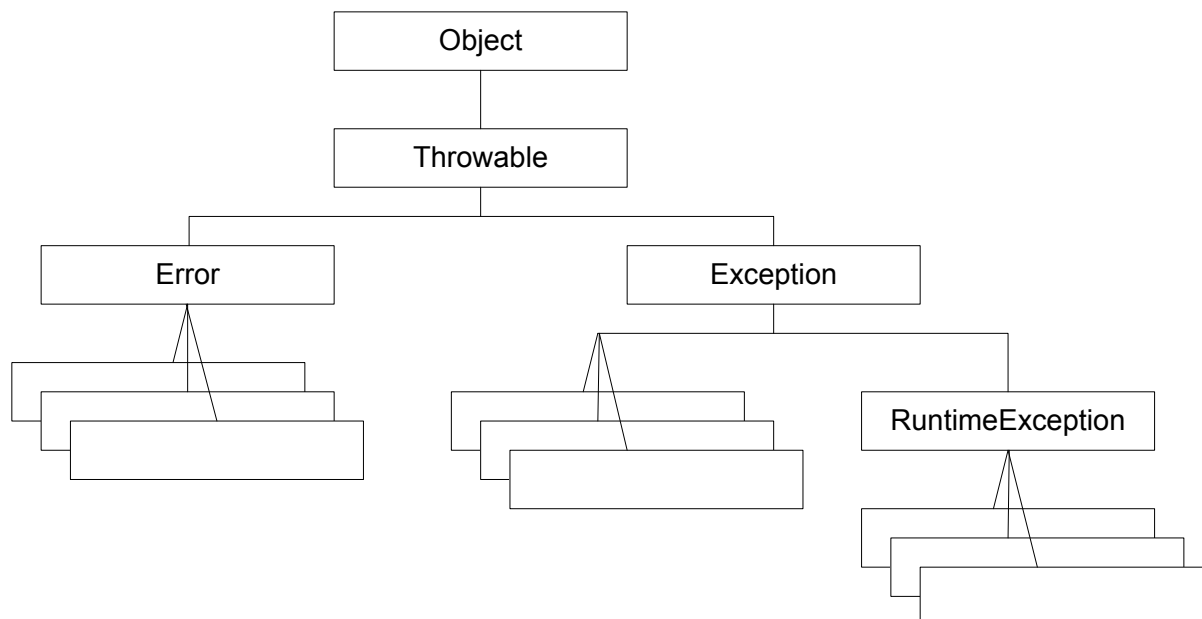 Object
Throwable
Error
Exception
RuntimeException